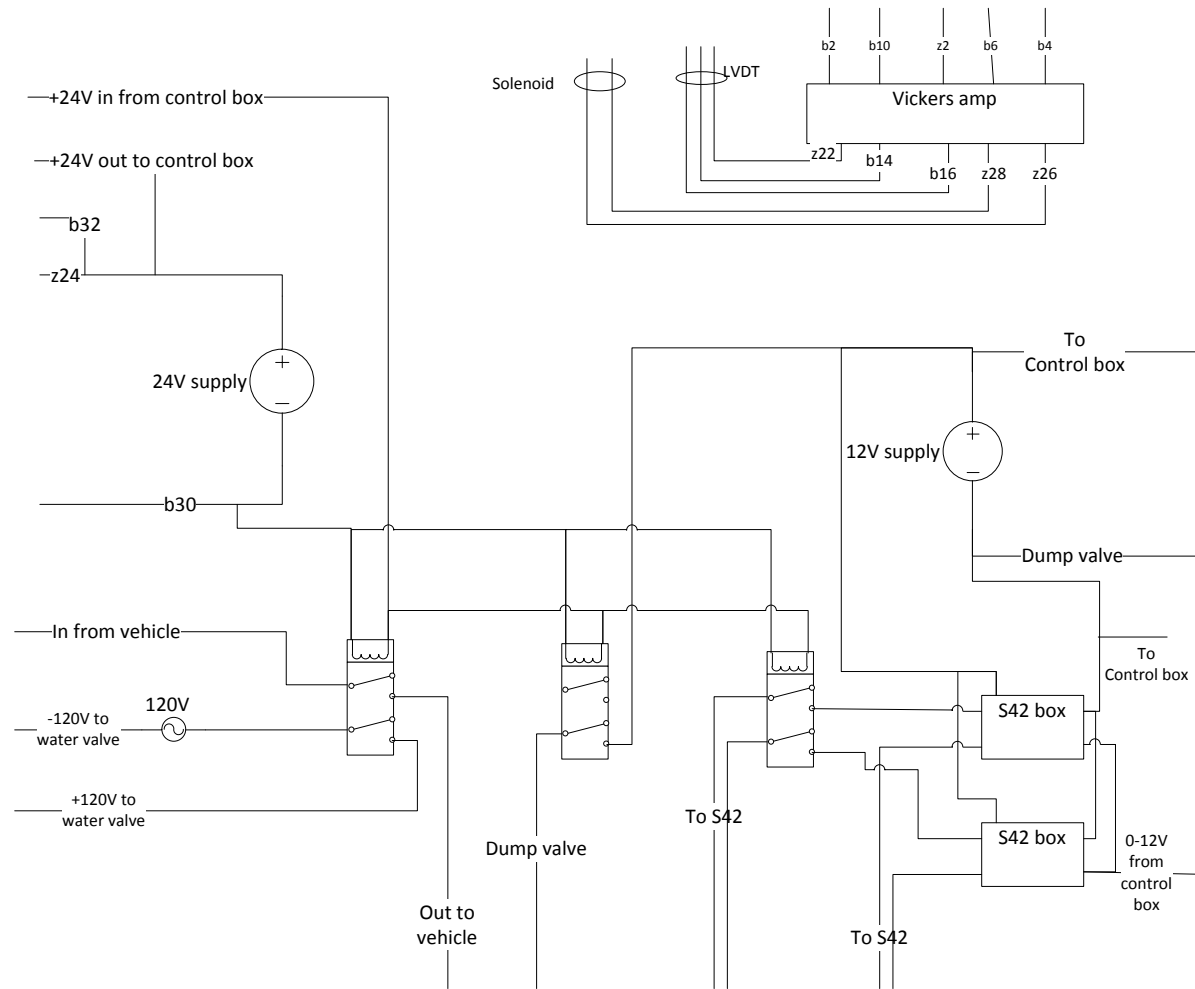 b2
b10
z2
b6
b4
Solenoid
LVDT
+24V in from control box
Vickers amp
+24V out to control box
z22
b14
b16
z28
z26
b32
z24
To
Control box
24V supply
12V supply
+
−
+
−
b30
Dump valve
In from vehicle
To
Control box
120V
-120V to
water valve
S42 box
+120V to
water valve
To S42
S42 box
Dump valve
0-12V
from
control
box
Out to
vehicle
To S42